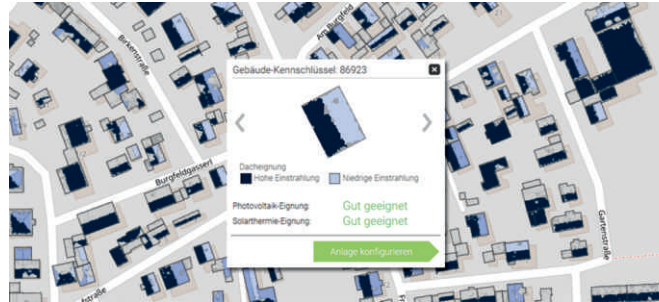 Birkenstraße
Am Burgfeld
Gebäude-Kennschlüssel: 86923
Dacheignung
Hohe Einstrahlung
Niedrige Einstrahlung
Photovoltaik-Eignung: Gut geeignet
Solarthermie-Eignung: Gut geeignet
Anlage konfigurieren
Burgfeldgasserl
Gartenstraße